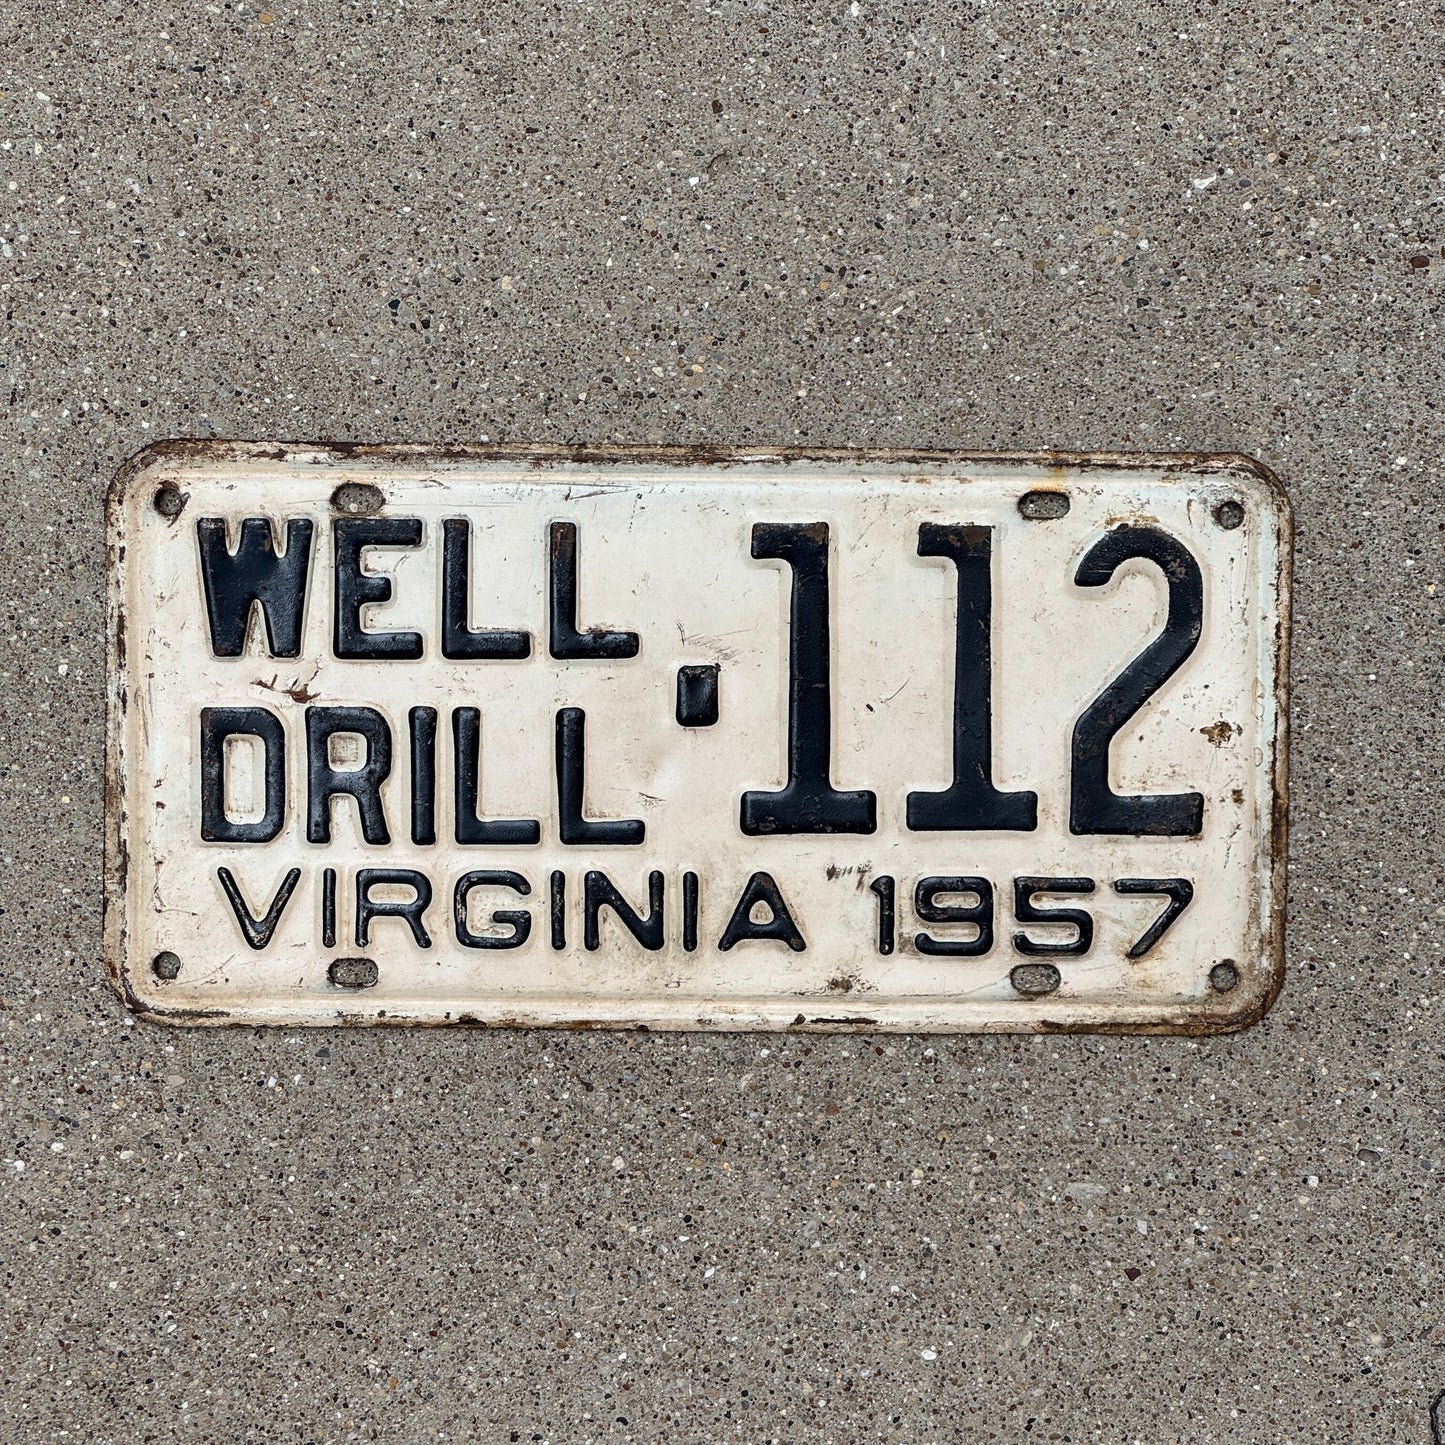 WELL
DRILL
·112
VIRGINIA 1957